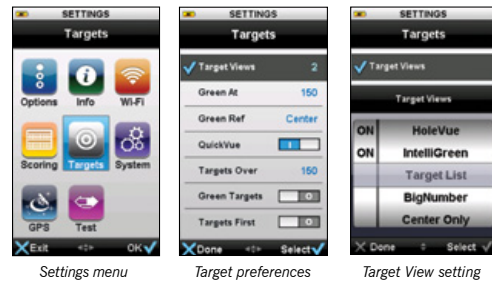 SETTINGS
Targets
Options Info Wi-Fi
Scoring Targets System
GPS Test
Exit OK
Settings menu
SETTINGS
Targets
Target Views 2
Green At 150
Green Ref Center
QuickVue
Targets Over 150
Green Targets
Targets First
Done Select
Target preferences
SETTINGS
Targets
Target Views
Target Views
ON HoleVue
ON IntelliGreen
Target List
BigNumber
Center Only
Done Select
Target View setting